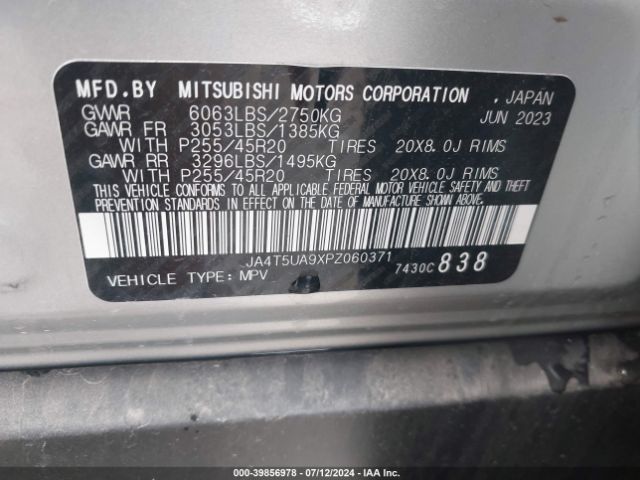 MFD.BY MITSUBISHI MOTORS CORPORATION , JAPAN
GVWR 6063LBS/2750KG JUN 2023
GAWR FR 3053LBS/1385KG
WITH P255/45R20 TIRES 20X8.0J RIMS
GAWR RR 3296LBS/1495KG
WITH P255/45R20 TIRES 20X8.0J RIMS
THIS VEHICLE CONFORMS TO ALL APPLICABLE FEDERAL MOTOR VEHICLE SAFETY AND THEFT
PREVENTION STANDARDS IN EFFECT ON THE DATE OF MANUFACTURE SHOWN ABOVE.
JA4T5UA9XPZ060371
VEHICLE TYPE: MPV 7430C 838
000-39856978 - 07/12/2024 - IAA Inc.